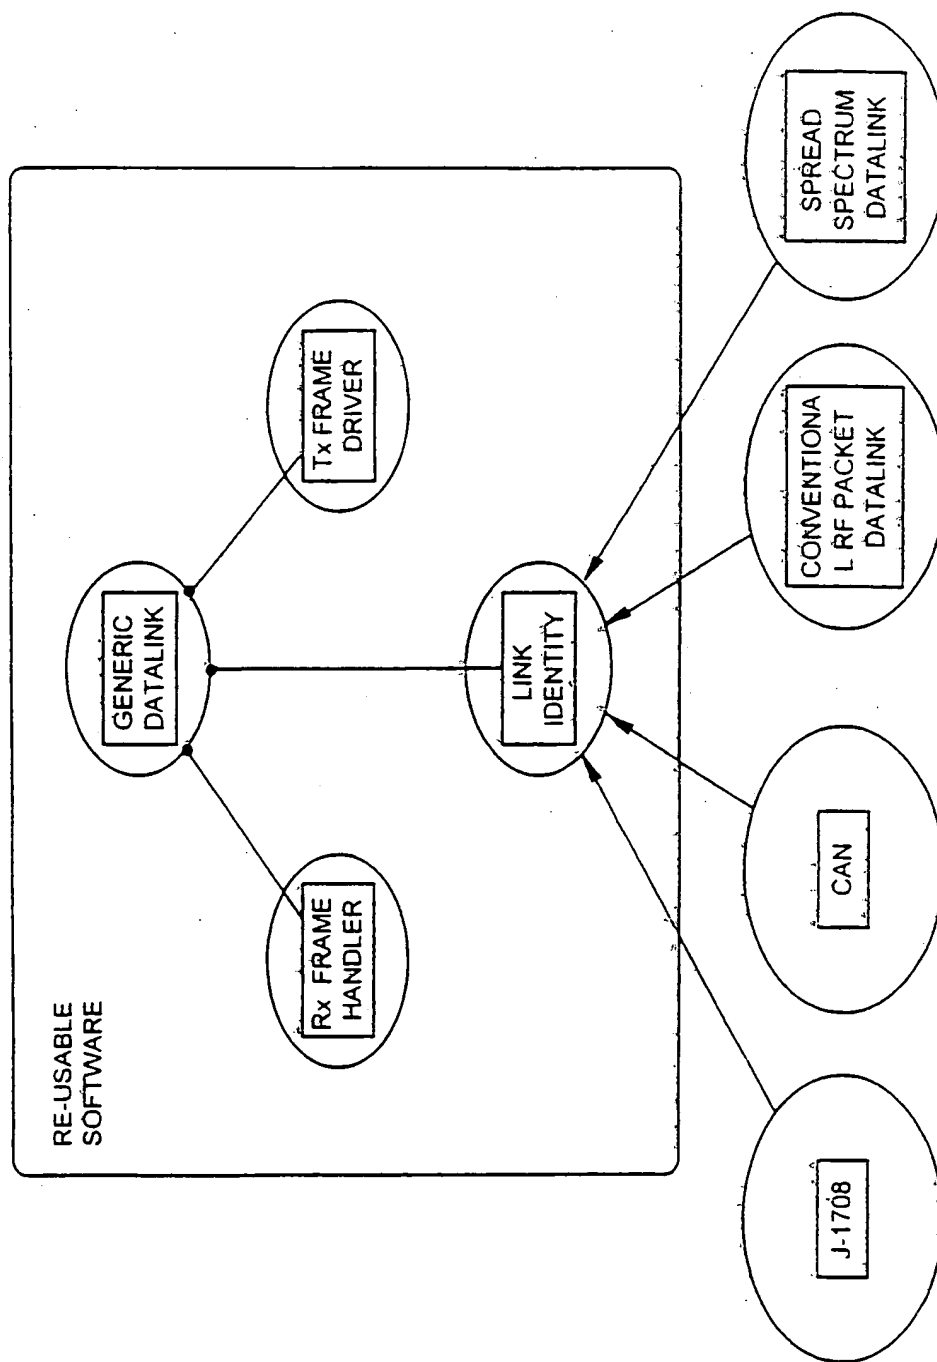 RE-USABLE
SOFTWARE
GENERIC
DATALINK
Rx FRAME
HANDLER
Tx FRAME
DRIVER
LINK
IDENTITY
J-1708
CAN
CONVENTIONA
L RF PACKET
DATALINK
SPREAD
SPECTRUM
DATALINK